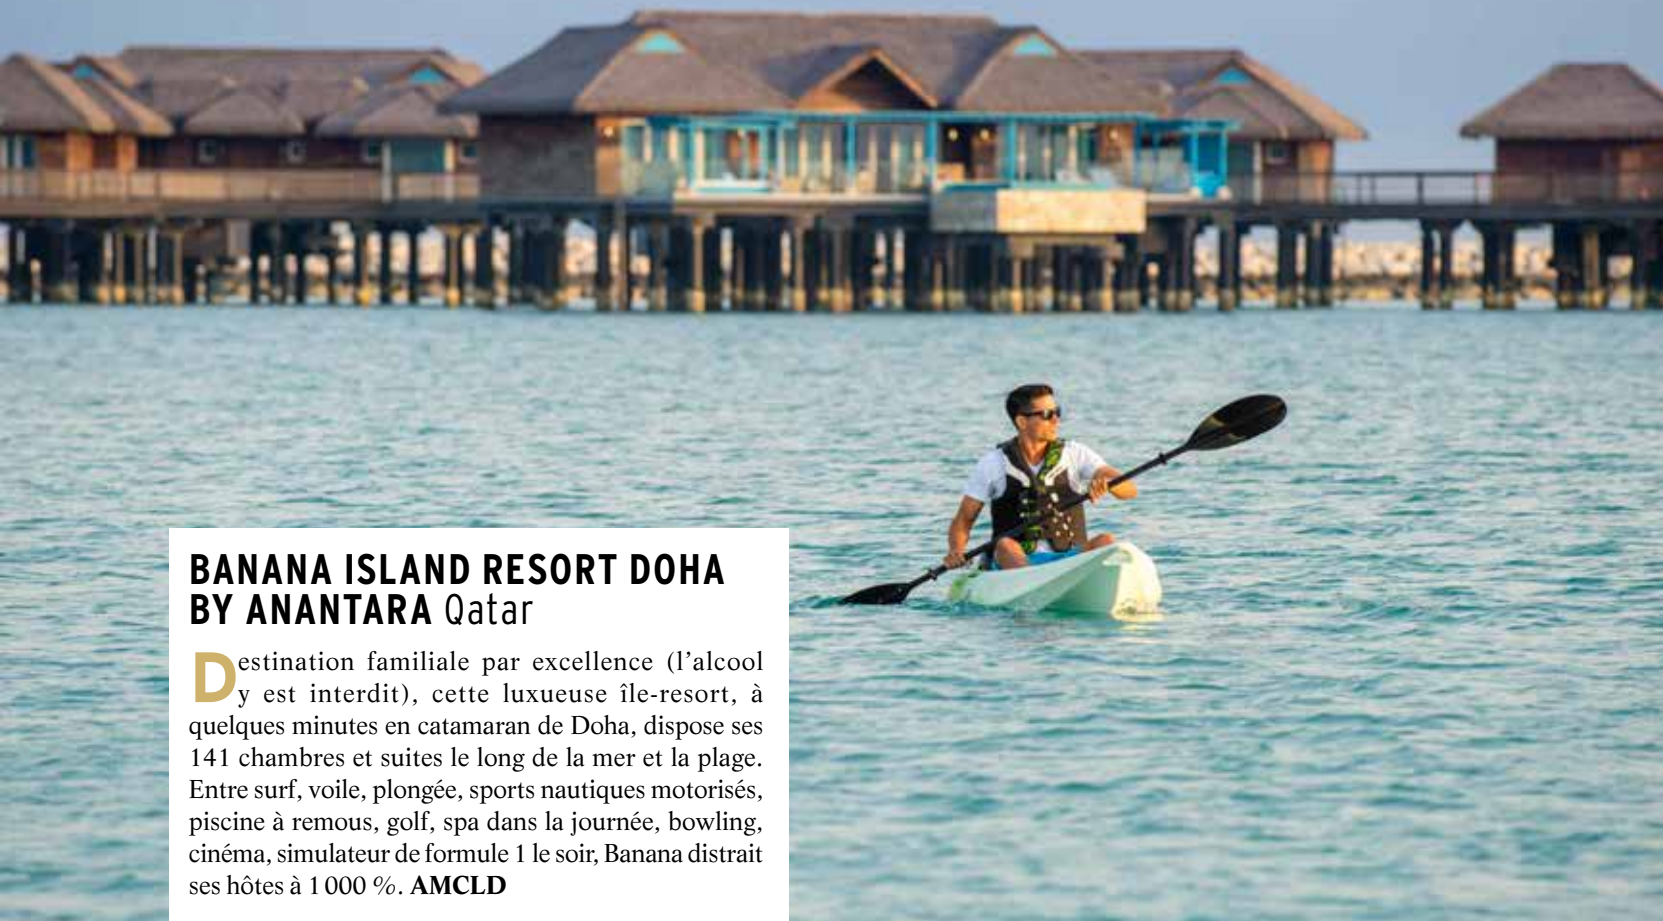 BANANA ISLAND RESORT DOHA
BY ANANTARA Qatar
Destination familiale par excellence (l’alcool
y est interdit), cette luxueuse île-resort, à
quelques minutes en catamaran de Doha, dispose ses
141 chambres et suites le long de la mer et la plage.
Entre surf, voile, plongée, sports nautiques motorisés,
piscine à remous, golf, spa dans la journée, bowling,
cinéma, simulateur de formule 1 le soir, Banana distrait
ses hôtes à 1 000 %. AMCLD